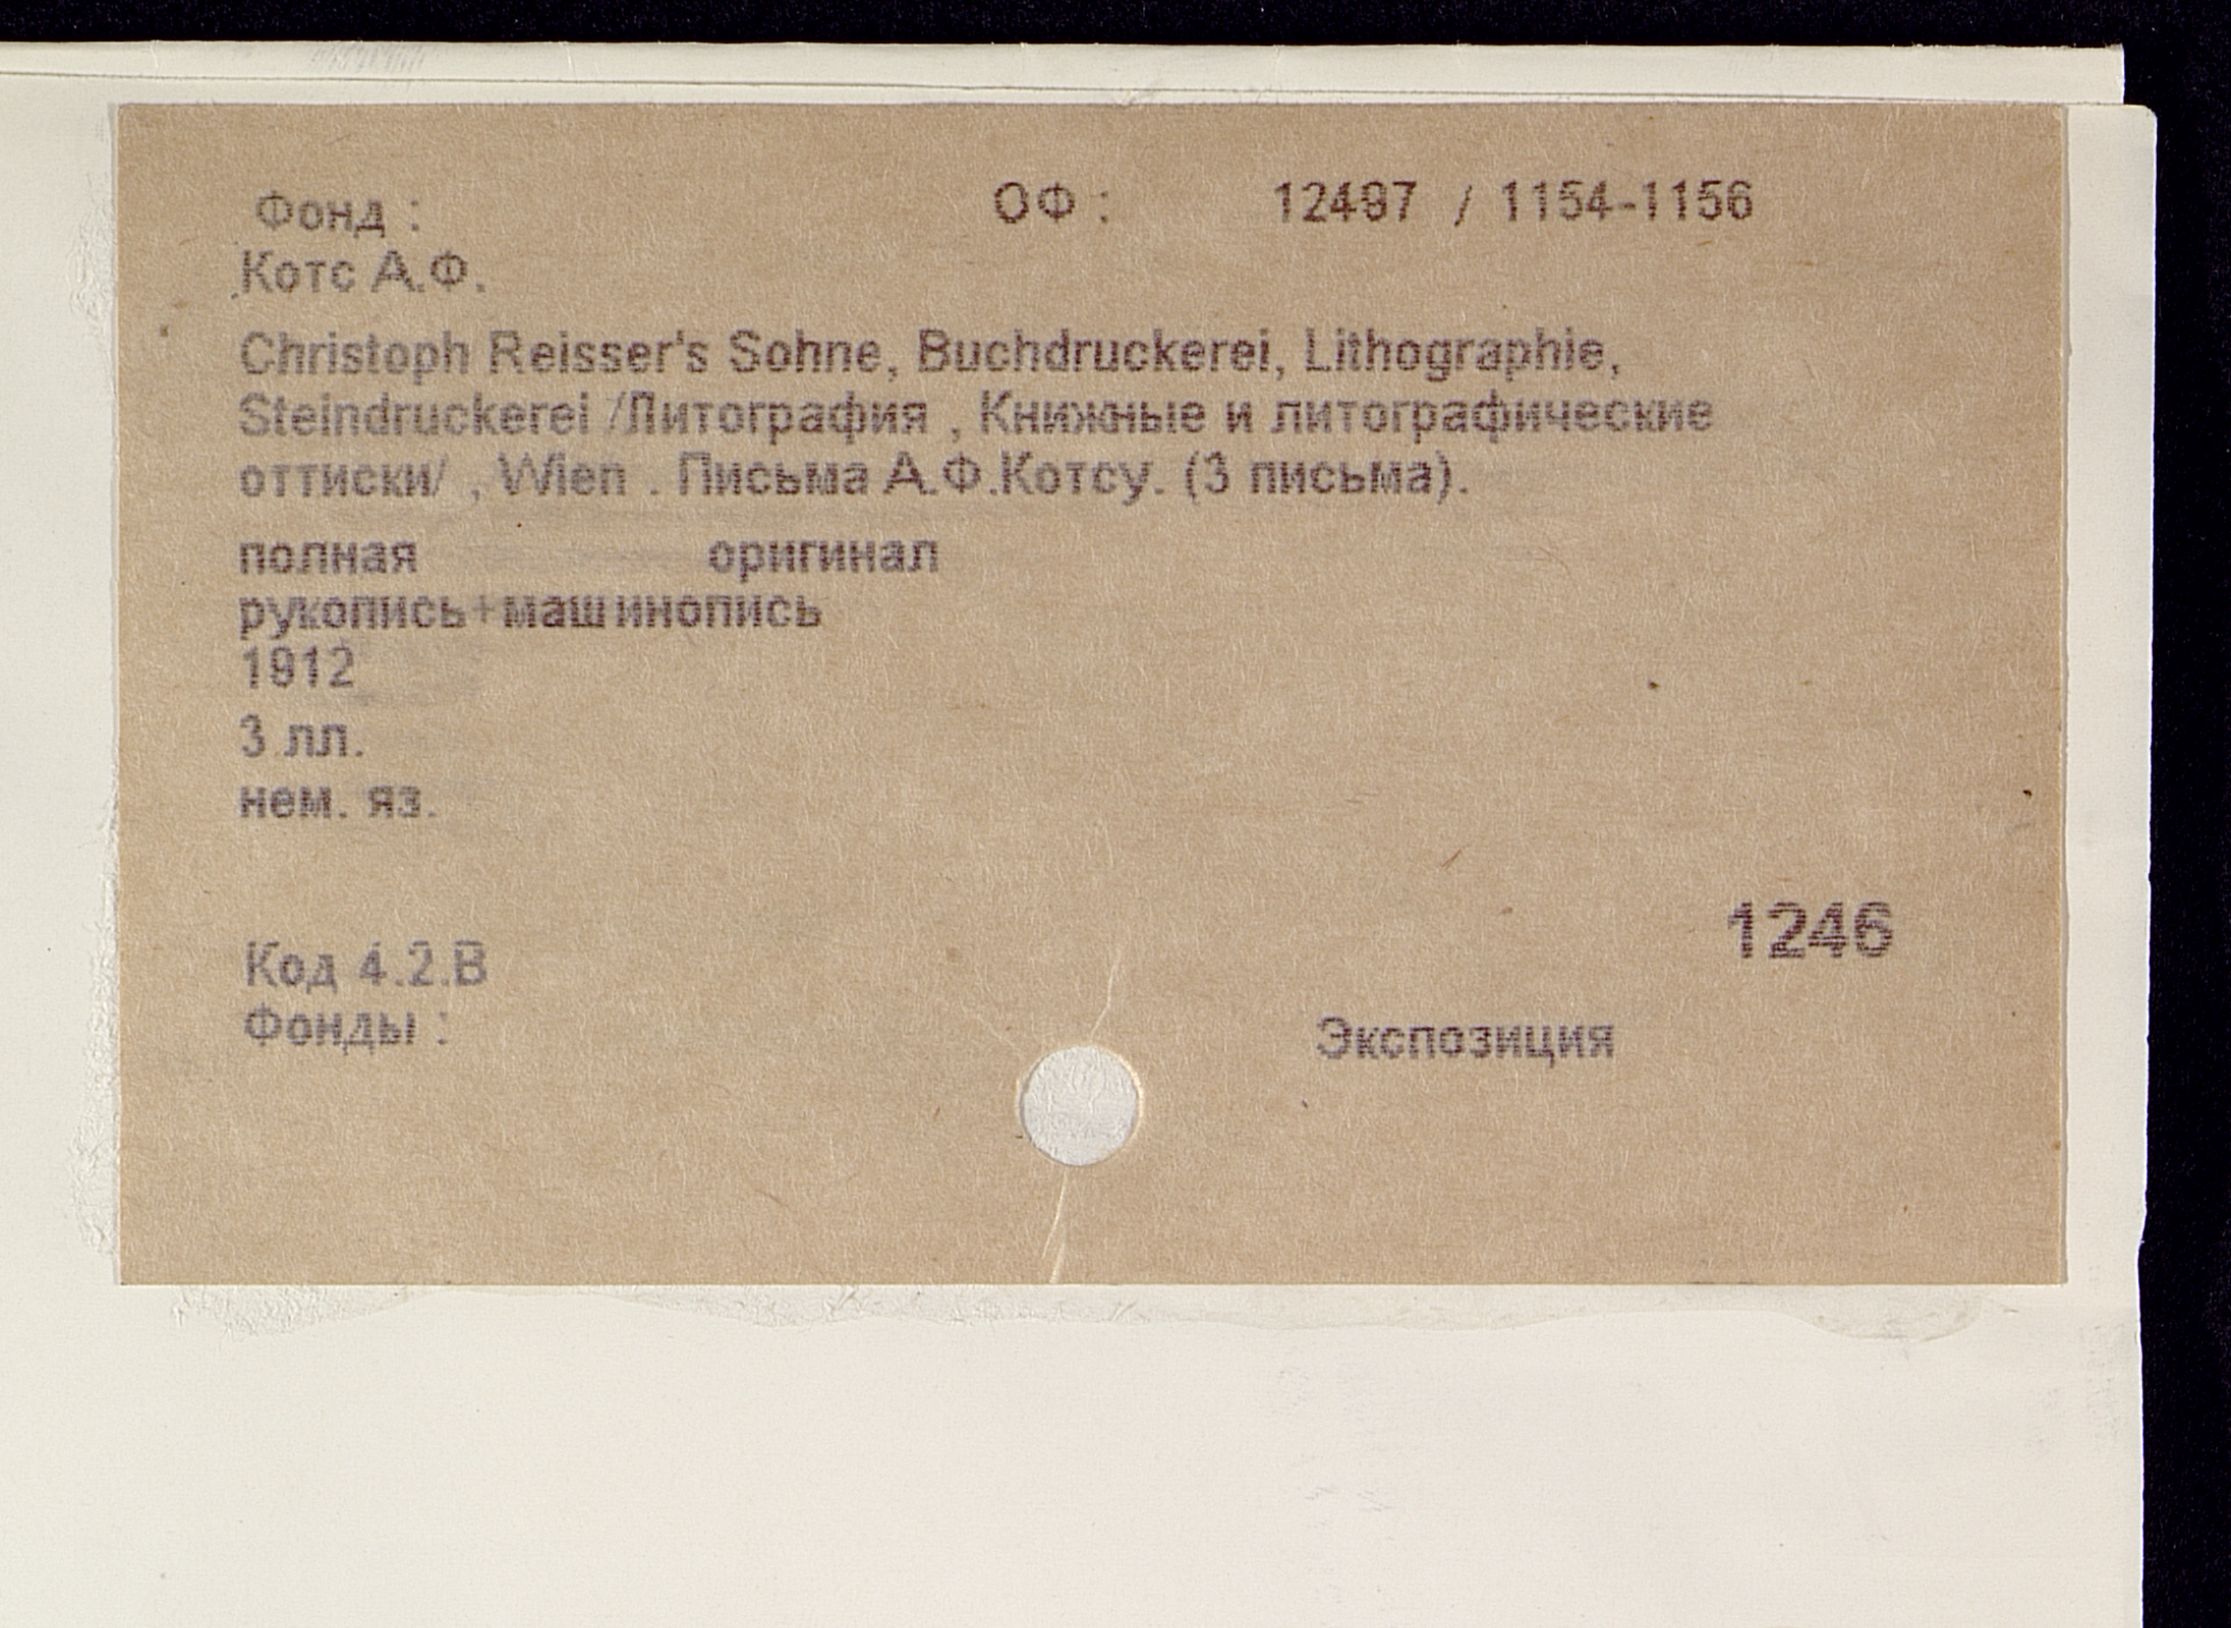 Фонд : ОФ : 12497 / 1154-1156
Котс А.Ф.
Christoph Reisser's Sohne, Buchdruckerei, Lithographie,
Steindruckerei /Литография , Книжные и литографические
оттиски/ , Wien . Письма А.Ф.Котсу. (3 письма).
полная оригинал
рукопись+машинопись
1912
3 лл.
нем. яз.
1246
Код 4.2.В
Фонды : Экспозиция